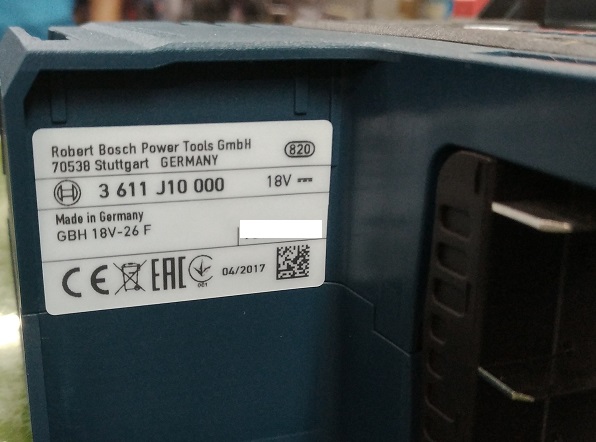 Robert Bosch Power Tools GmbH
70538 Stuttgart GERMANY
820
3 611 J10 000 18V
Made in Germany
GBH 18V-26 F
CE EAC 04/2017
001